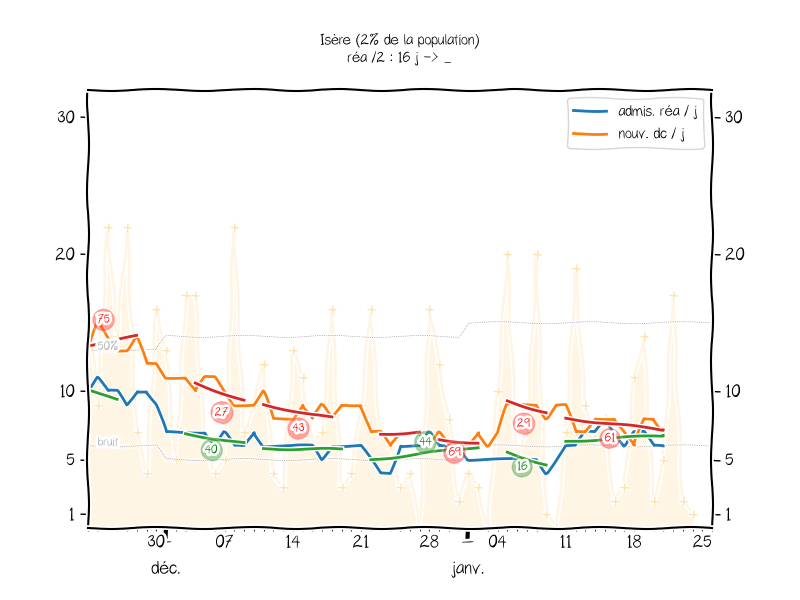 Isère (2% de la population)
réa /2 : 16 j -> _
admis. réa / j
nouv. dc / j
30 30
20 20
10 10
5 5
1 1
75
50%
27
43
40
bruit
44
69
29
16
61
30 07 14 21 28 04 11 18 25
déc. janv.